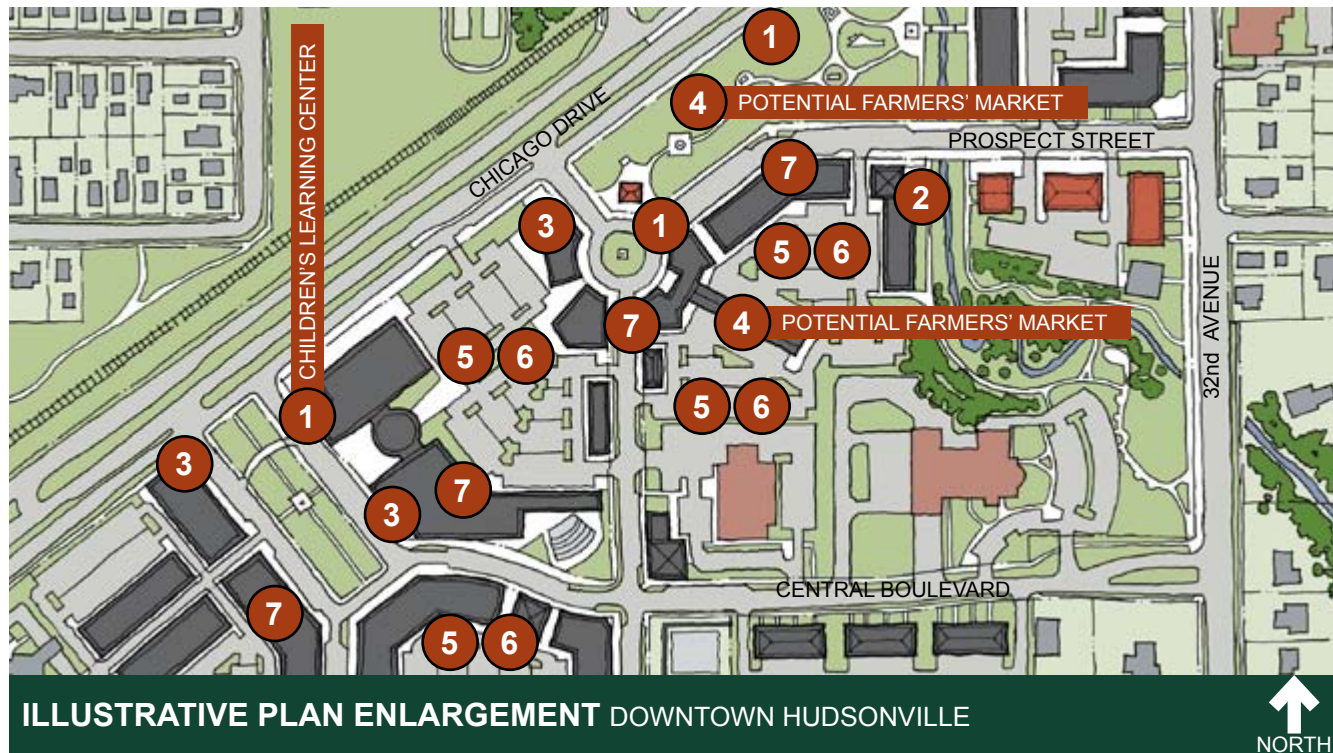 1
CHILDREN'S LEARNING CENTER
4 POTENTIAL FARMERS' MARKET
CHICAGO DRIVE
PROSPECT STREET
7
2
3
1
5 6
32nd AVENUE
7
4 POTENTIAL FARMERS' MARKET
5 6
5 6
1
3
7
3
CENTRAL BOULEVARD
7
5 6
ILLUSTRATIVE PLAN ENLARGEMENT DOWNTOWN HUDSONVILLE
NORTH